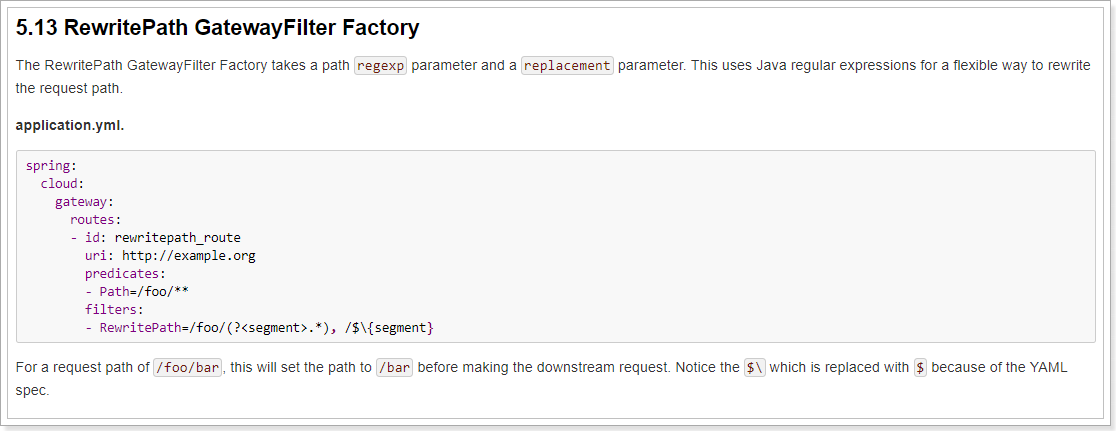 5.13 RewritePath GatewayFilter Factory
The RewritePath GatewayFilter Factory takes a path regexp parameter and a replacement parameter. This uses Java regular expressions for a flexible way to rewrite
the request path.
application.yml.
spring:
  cloud:
    gateway:
      routes:
      - id: rewritepath_route
        uri: http://example.org
        predicates:
        - Path=/foo/**
        filters:
        - RewritePath=/foo/(?<segment>.*), /$\{segment}
For a request path of /foo/bar, this will set the path to /bar before making the downstream request. Notice the $\ which is replaced with $ because of the YAML
spec.